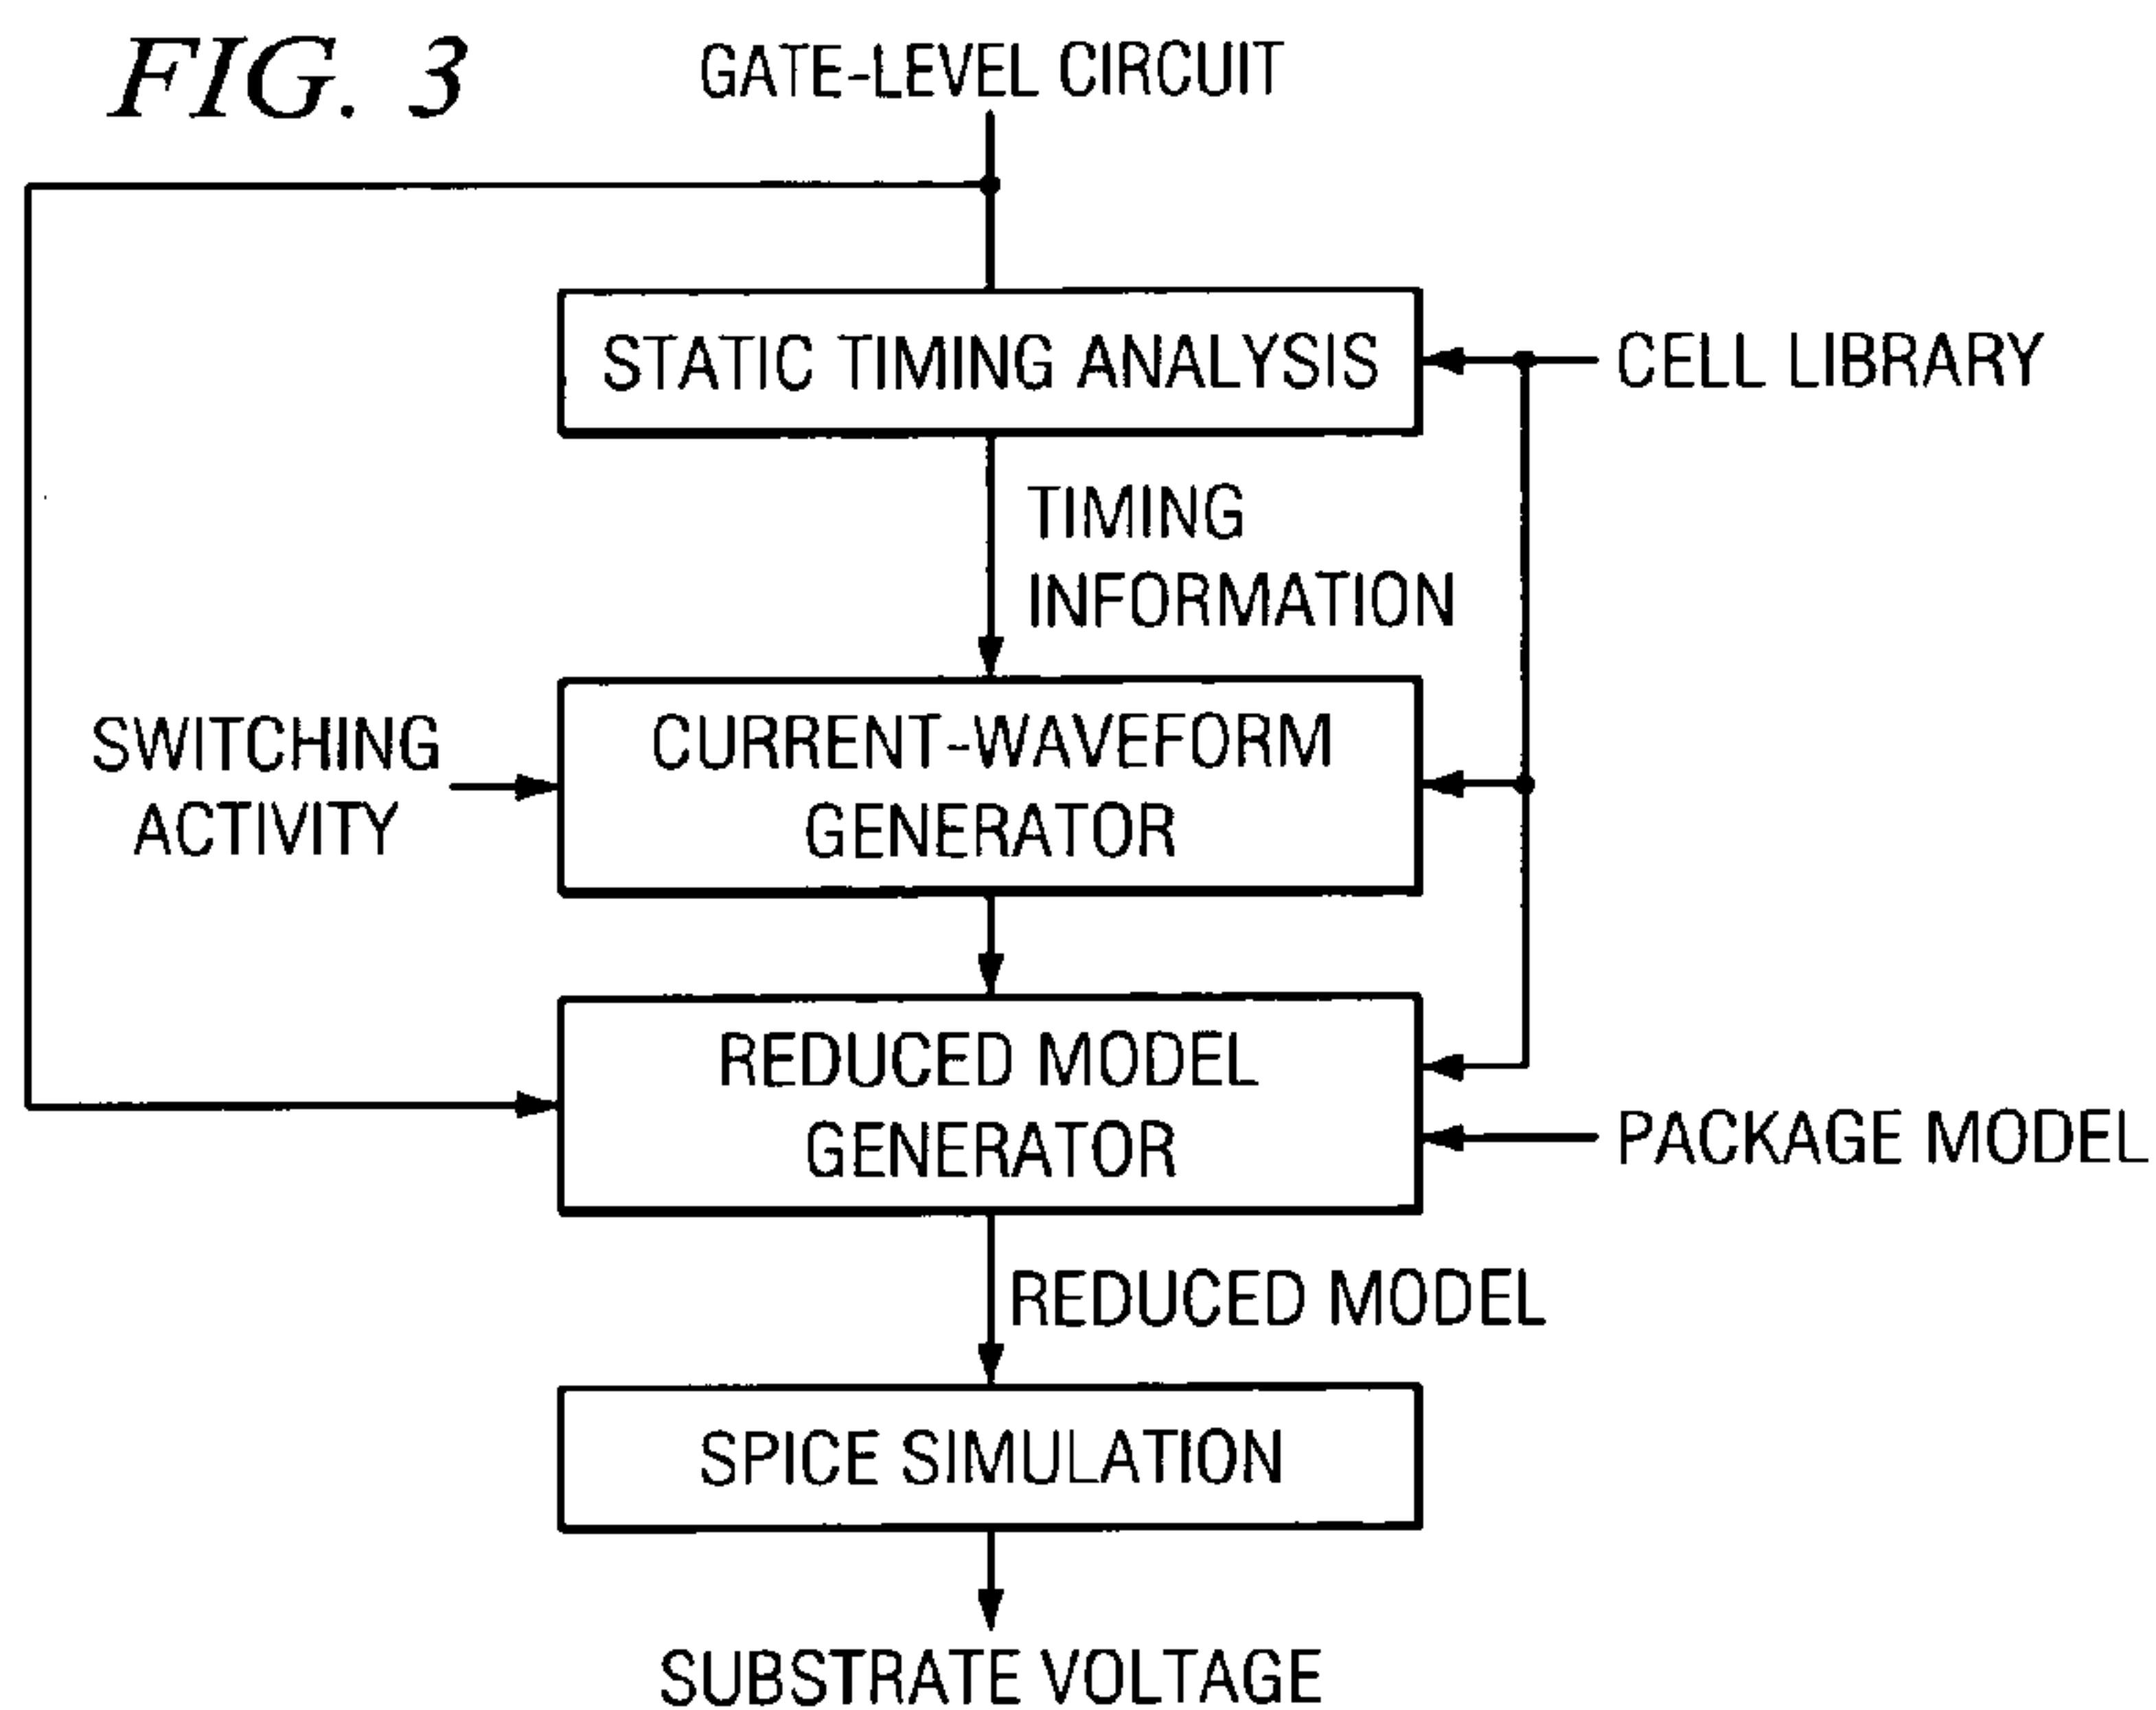 FIG. 3
GATE-LEVEL CIRCUIT
STATIC TIMING ANALYSIS
CELL LIBRARY
TIMING
INFORMATION
SWITCHING
ACTIVITY
CURRENT-WAVEFORM
GENERATOR
REDUCED MODEL
GENERATOR
PACKAGE MODEL
REDUCED MODEL
SPICE SIMULATION
SUBSTRATE VOLTAGE